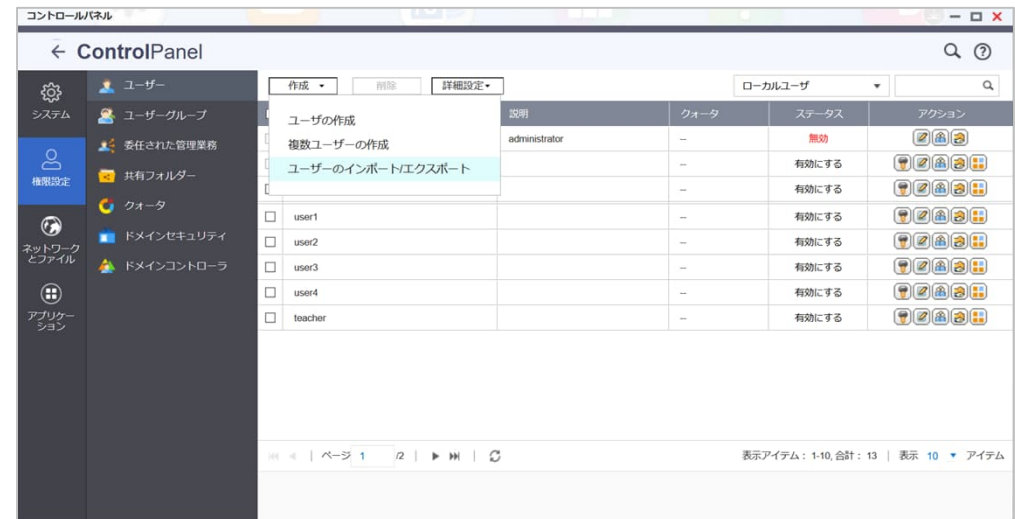 コントロールパネル
ControlPanel
システム
権限設定
ネットワーク
とファイル
アプリケー
ション
ユーザー
ユーザーグループ
委任された管理業務
共有フォルダー
クォータ
ドメインセキュリティ
ドメインコントローラ
作成 削除 詳細設定 ローカルユーザ
ユーザの作成
複数ユーザーの作成
ユーザーのインポート/エクスポート
説明 クォータ ステータス アクション
administrator -- 無効
-- 有効にする
-- 有効にする
user1 -- 有効にする
user2 -- 有効にする
user3 -- 有効にする
user4 -- 有効にする
teacher -- 有効にする
| ページ 1 /2 | | 表示アイテム: 1-10, 合計: 13 | 表示 10 アイテム